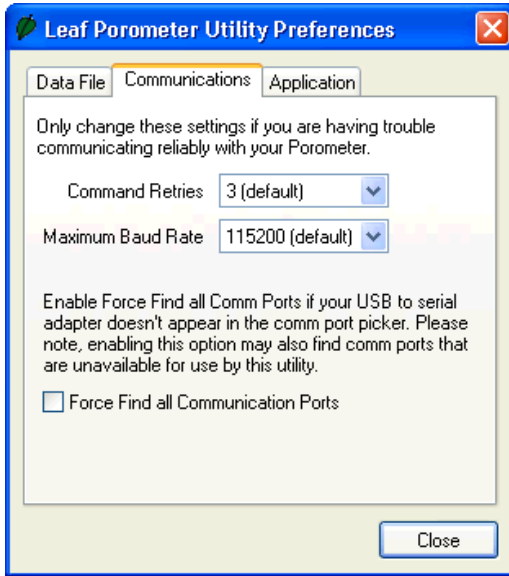 Leaf Porometer Utility Preferences
Data File Communications Application
Only change these settings if you are having trouble
communicating reliably with your Porometer.
Command Retries 3 (default)
Maximum Baud Rate 115200 (default)
Enable Force Find all Comm Ports if your USB to serial
adapter doesn't appear in the comm port picker. Please
note, enabling this option may also find comm ports that
are unavailable for use by this utility.
Force Find all Communication Ports
Close